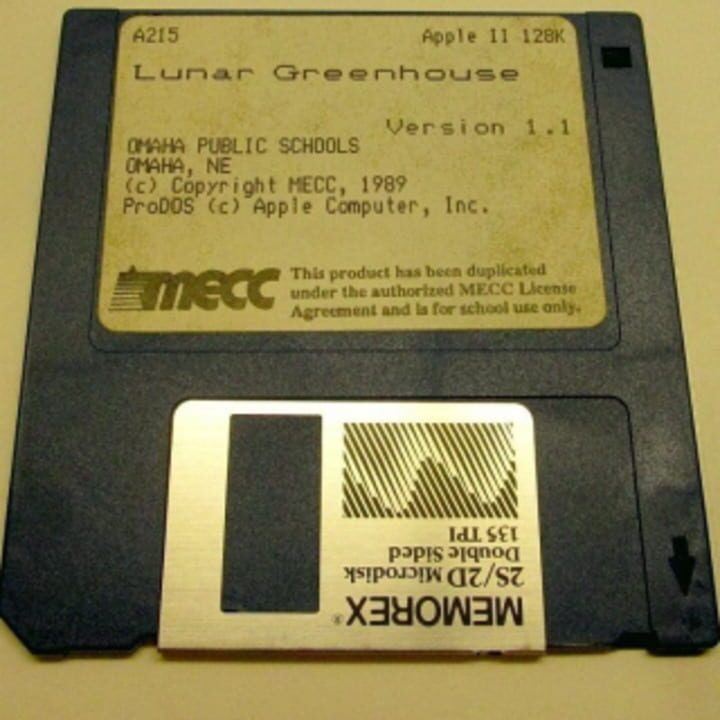 A215 Apple II 128K
Lunar Greenhouse
Version 1.1
OMAHA PUBLIC SCHOOLS
OMAHA, NE
(c) Copyright MECC, 1989
ProDOS (c) Apple Computer, Inc.
mecc
This product has been duplicated
under the authorized MECC License
Agreement and is for school use only.
MEMOREX®
2S/2D Microdisk
Double Sided
135 TPI